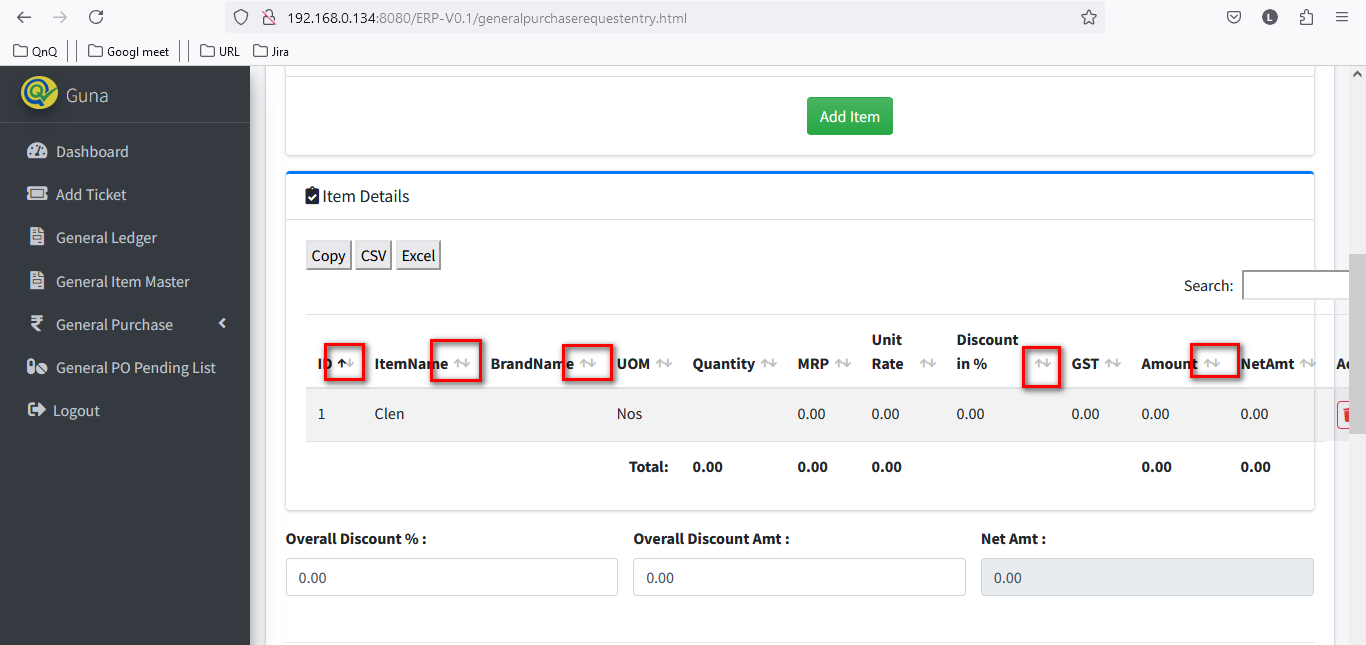 192.168.0.134:8080/ERP-V0.1/generalpurchaserequestentry.html
L
QnQ
Googl meet
URL
Jira
Guna
Dashboard
Add Ticket
General Ledger
General Item Master
General Purchase
General PO Pending List
Logout
Add Item
Item Details
Copy CSV Excel
Search:
ID ItemName BrandName UOM Quantity MRP Unit Rate Discount in % GST Amount NetAmt
1 Clen Nos 0.00 0.00 0.00 0.00 0.00 0.00
Total: 0.00 0.00 0.00 0.00 0.00
Overall Discount % : Overall Discount Amt : Net Amt :
0.00 0.00 0.00